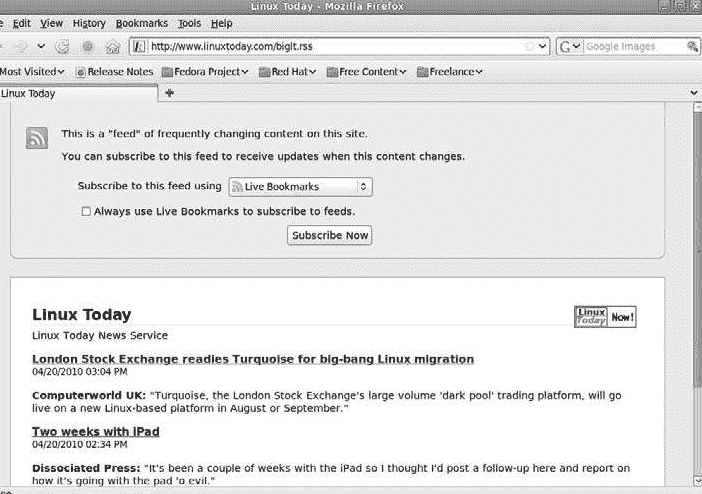 Linux Today - Mozilla Firefox
e Edit View History Bookmarks Tools Help
http://www.linuxtoday.com/biglt.rss Google Images
Most Visited Release Notes Fedora Project Red Hat Free Content Freelance
Linux Today
This is a "feed" of frequently changing content on this site.
You can subscribe to this feed to receive updates when this content changes.
Subscribe to this feed using Live Bookmarks
Always use Live Bookmarks to subscribe to feeds.
Subscribe Now
Linux Today
Linux Today Now!
Linux Today News Service
London Stock Exchange readies Turquoise for big-bang Linux migration
04/20/2010 03:04 PM
Computerworld UK: "Turquoise, the London Stock Exchange's large volume 'dark pool' trading platform, will go
live on a new Linux-based platform in August or September."
Two weeks with iPad
04/20/2010 02:34 PM
Dissociated Press: "It's been a couple of weeks with the iPad so I thought I'd post a follow-up here and report on
how it's going with the pad 'o evil."